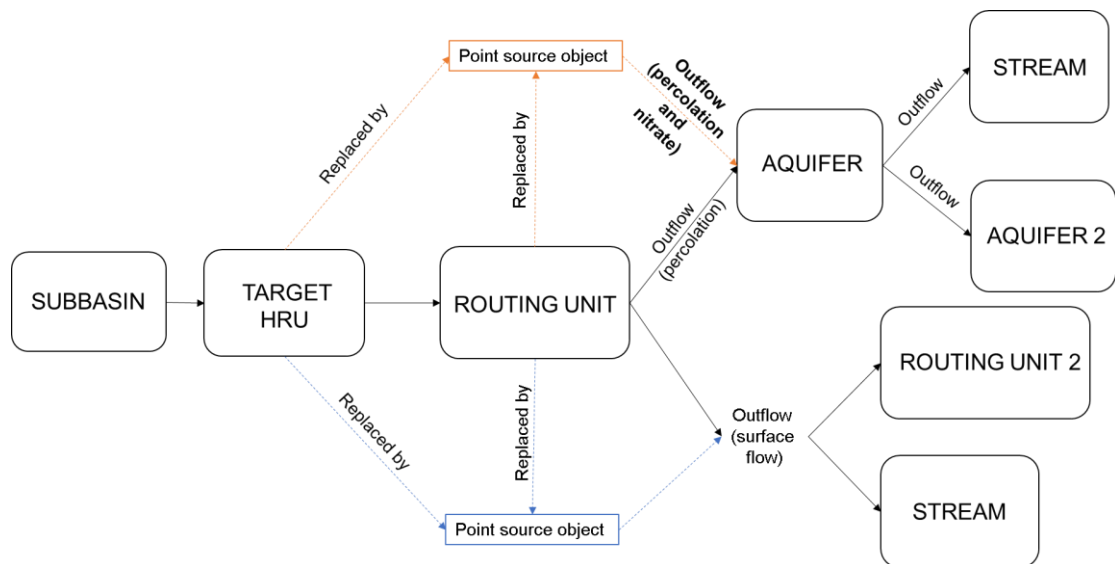 Point source object
Outflow
(percolation
and
nitrate)
STREAM
Outflow
Replaced by
Replaced by
AQUIFER
Outflow
AQUIFER 2
Outflow
(percolation)
SUBBASIN
TARGET
HRU
ROUTING UNIT
ROUTING UNIT 2
Replaced by
Replaced by
Outflow
(surface
flow)
STREAM
Point source object